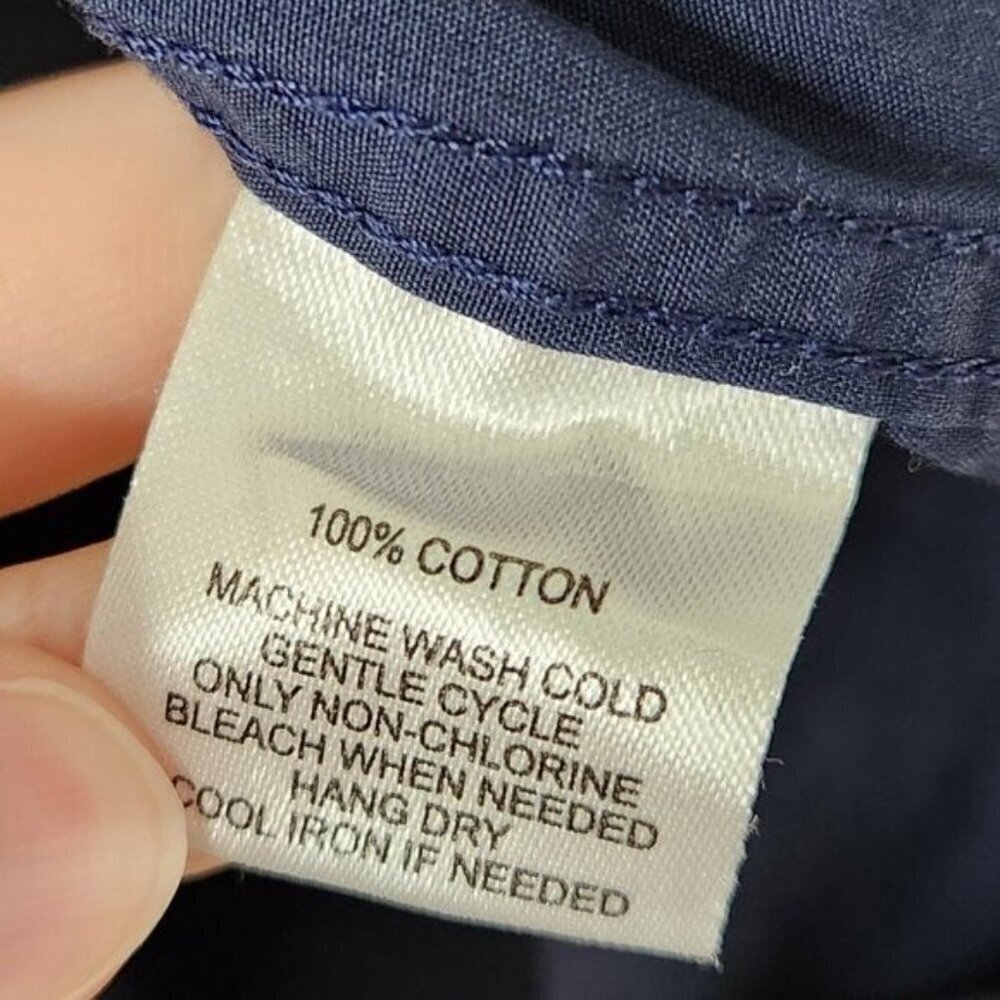 100% COTTON
MACHINE WASH COLD
GENTLE CYCLE
ONLY NON-CHLORINE
BLEACH WHEN NEEDED
HANG DRY
COOL IRON IF NEEDED